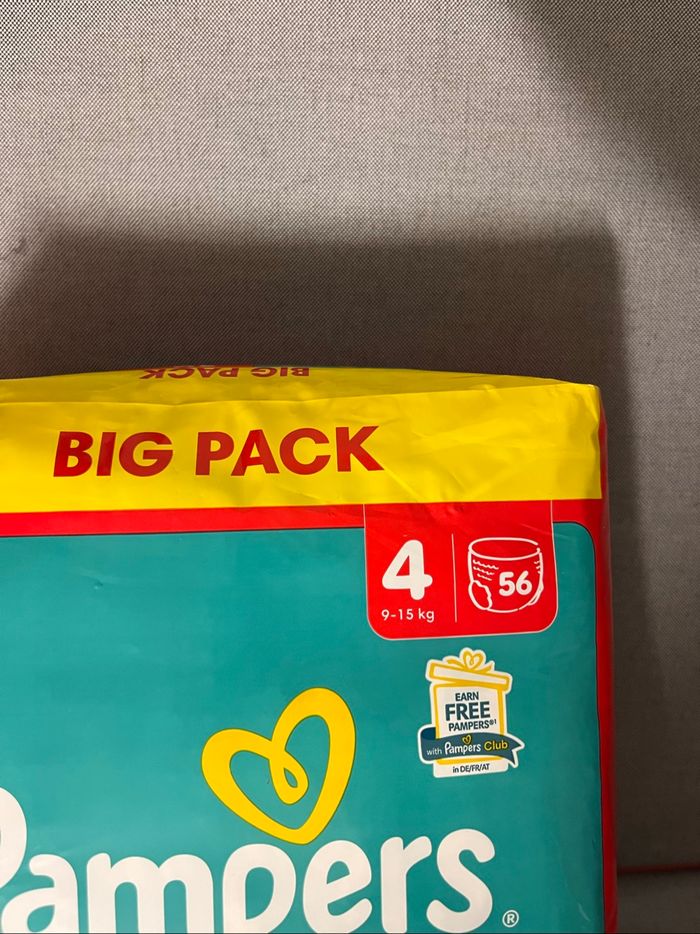 BIG PACK
BIG PACK
4
9-15 kg
56
EARN
FREE
PAMPERS®¹
with Pampers Club
in DE/FR/AT
Pampers®